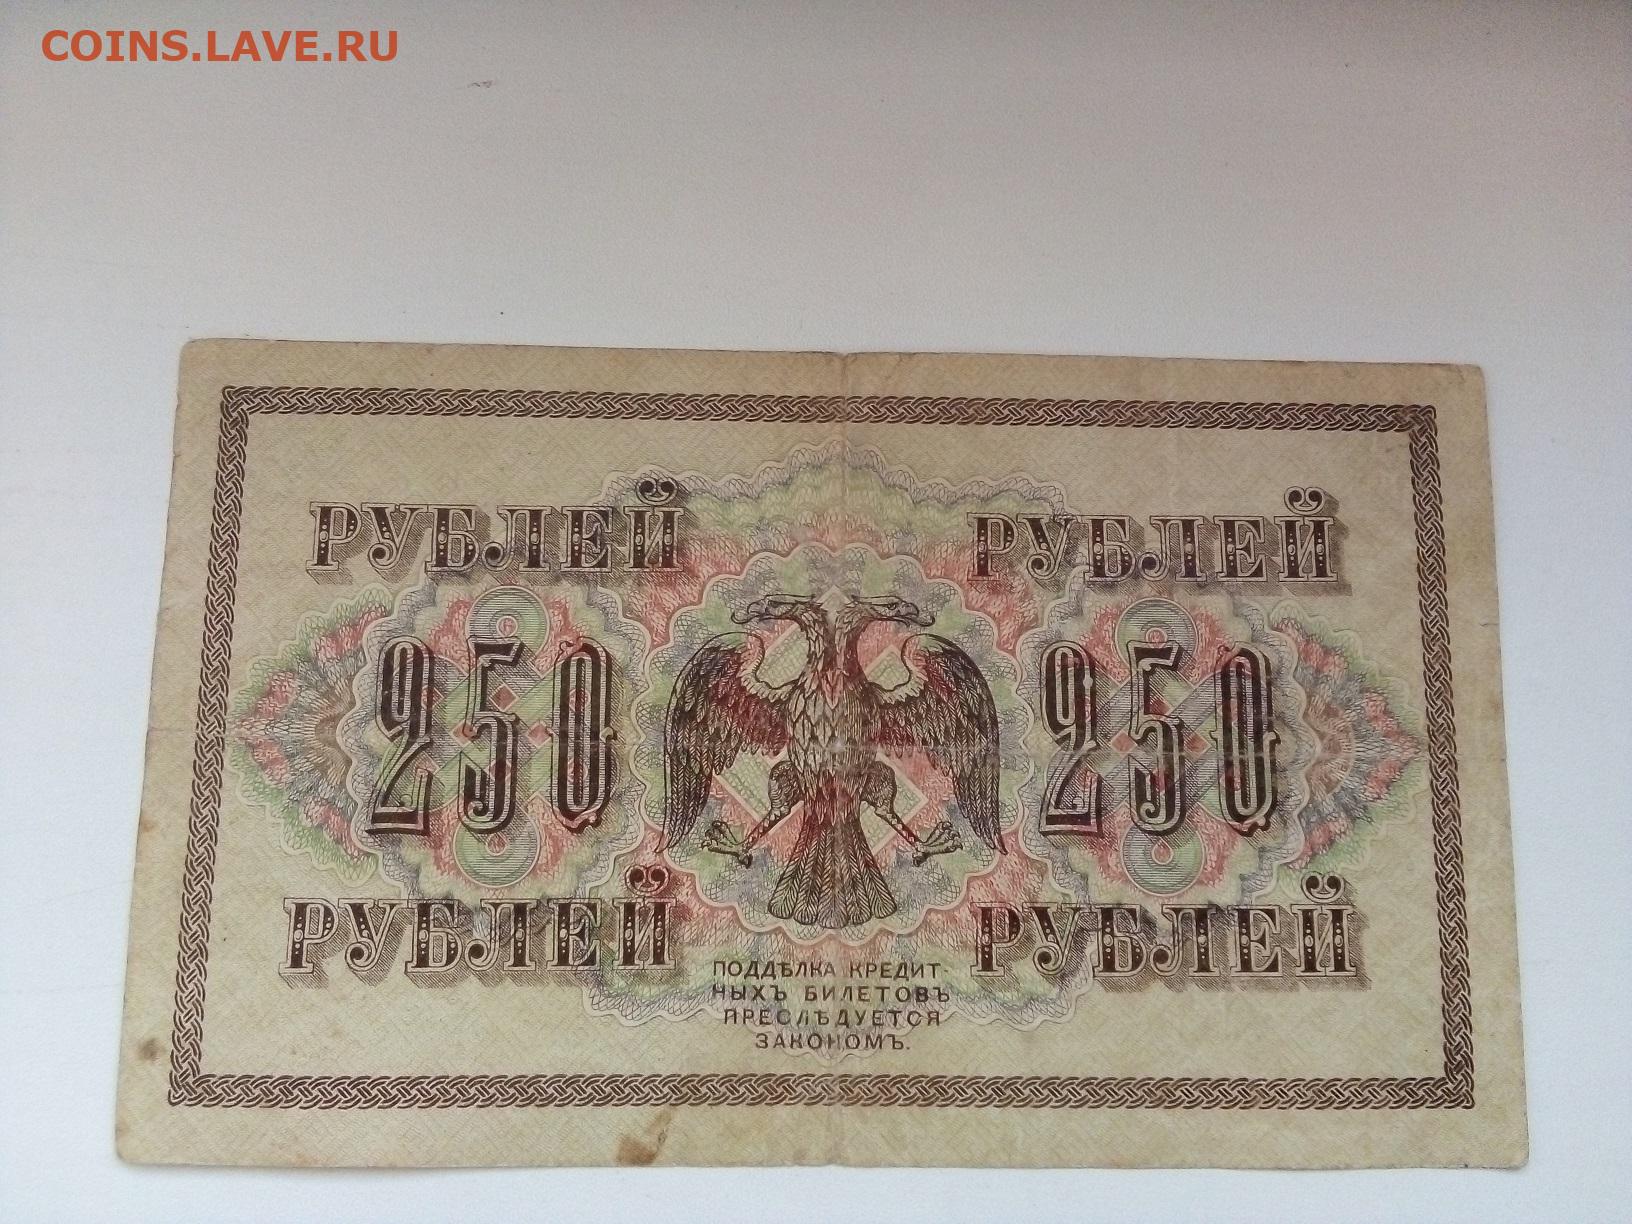 COINS.LAVE.RU
РУБЛЕЙ РУБЛЕЙ
250 250
РУБЛЕЙ РУБЛЕЙ
ПОДДѢЛКА КРЕДИТ-
НЫХЪ БИЛЕТОВЪ
ПРЕСЛѢДУЕТСЯ
ЗАКОНОМЪ.